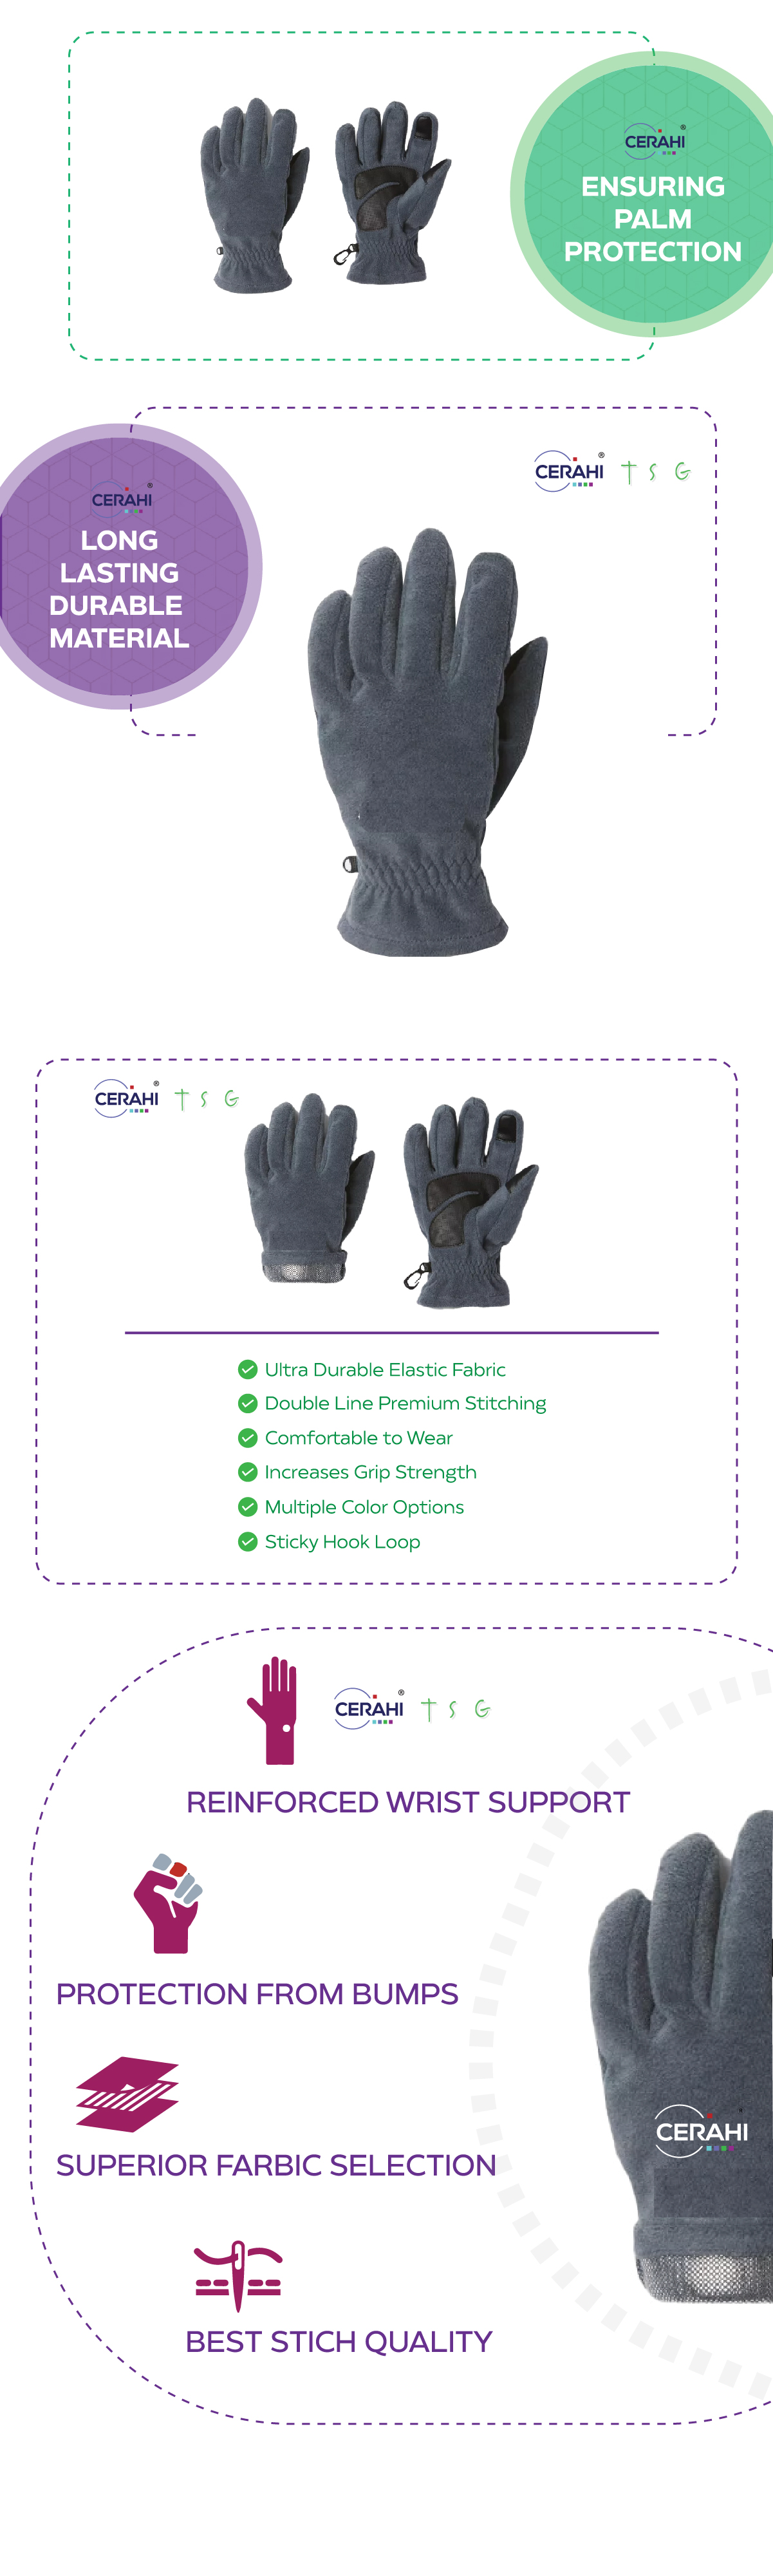 CERAHI ®
ENSURING
PALM
PROTECTION
CERAHI ®
LONG
LASTING
DURABLE
MATERIAL
CERAHI ® T S G
CERAHI ® T S G
Ultra Durable Elastic Fabric
Double Line Premium Stitching
Comfortable to Wear
Increases Grip Strength
Multiple Color Options
Sticky Hook Loop
CERAHI ® T S G
REINFORCED WRIST SUPPORT
PROTECTION FROM BUMPS
CERAHI
SUPERIOR FARBIC SELECTION
BEST STICH QUALITY